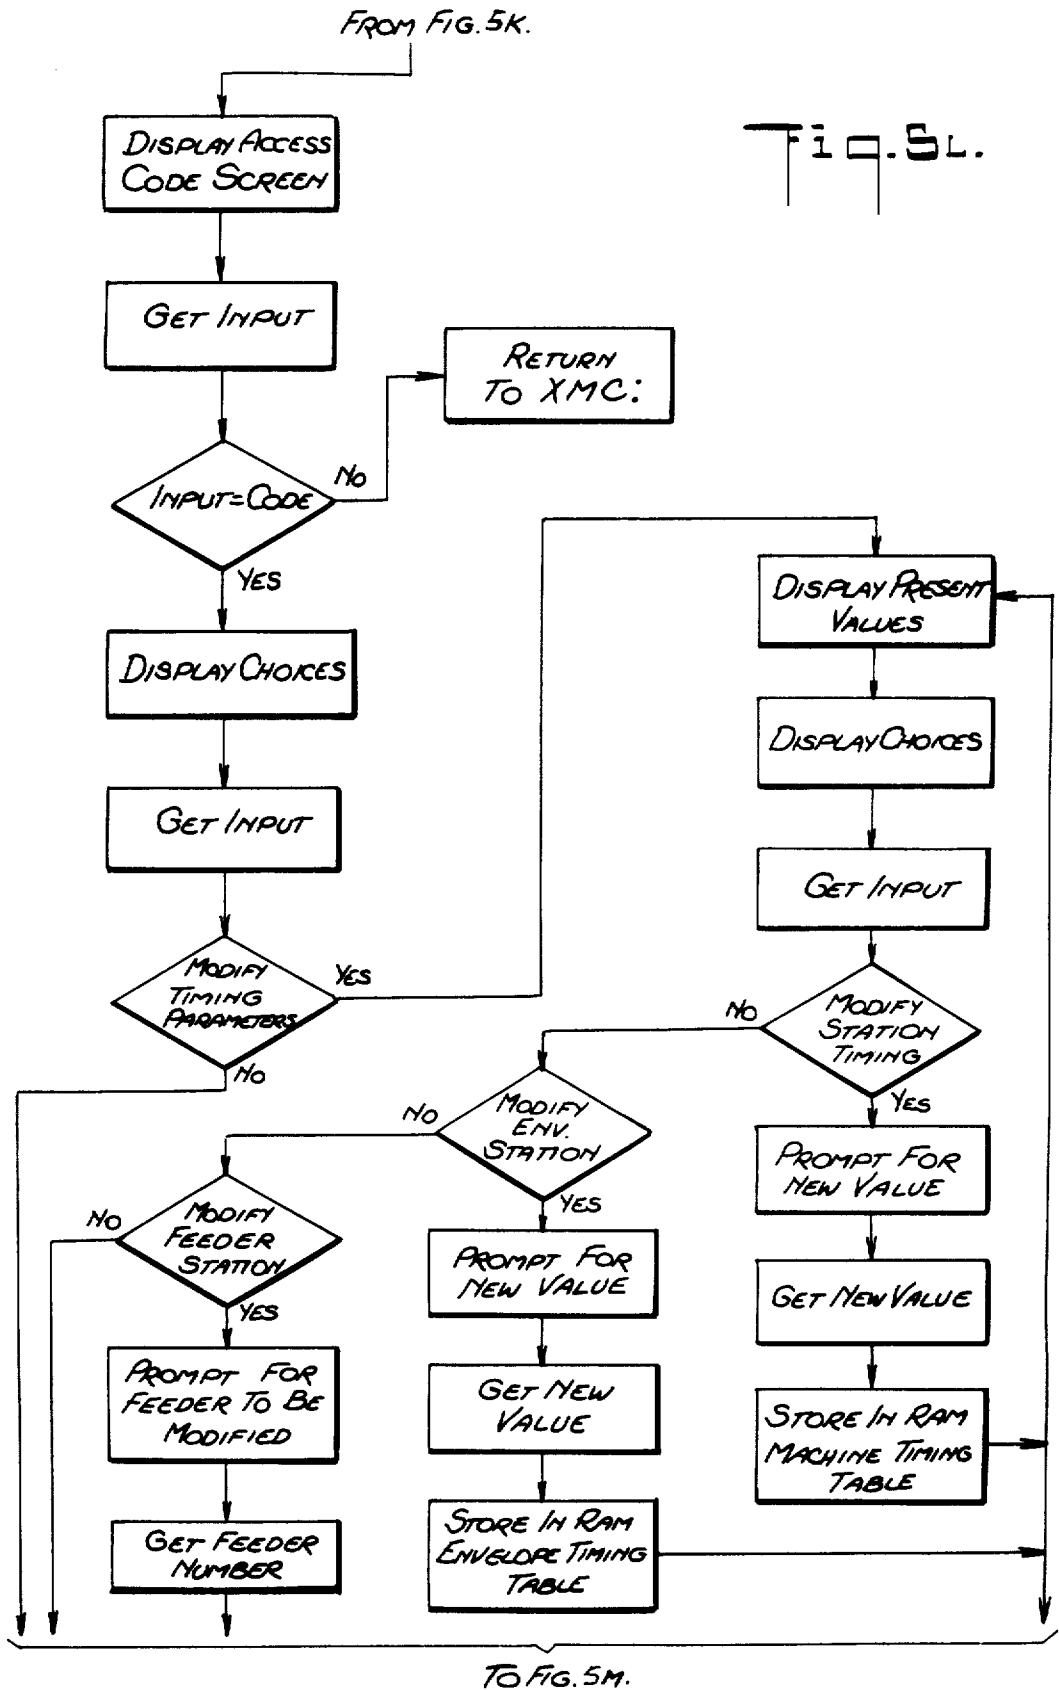 FROM FIG. 5K.
Fig. 5L.
DISPLAY ACCESS
CODE SCREEN
GET INPUT
RETURN
TO XMC:
INPUT=CODE
NO
YES
DISPLAY CHOICES
GET INPUT
MODIFY
TIMING
PARAMETERS
YES
NO
DISPLAY PRESENT
VALUES
DISPLAY CHOICES
GET INPUT
MODIFY
STATION
TIMING
NO
YES
PROMPT FOR
NEW VALUE
GET NEW VALUE
STORE IN RAM
MACHINE TIMING
TABLE
MODIFY
ENV.
STATION
NO
YES
PROMPT FOR
NEW VALUE
GET NEW
VALUE
STORE IN RAM
ENVELOPE TIMING
TABLE
MODIFY
FEEDER
STATION
NO
YES
PROMPT FOR
FEEDER TO BE
MODIFIED
GET FEEDER
NUMBER
TO FIG. 5M.